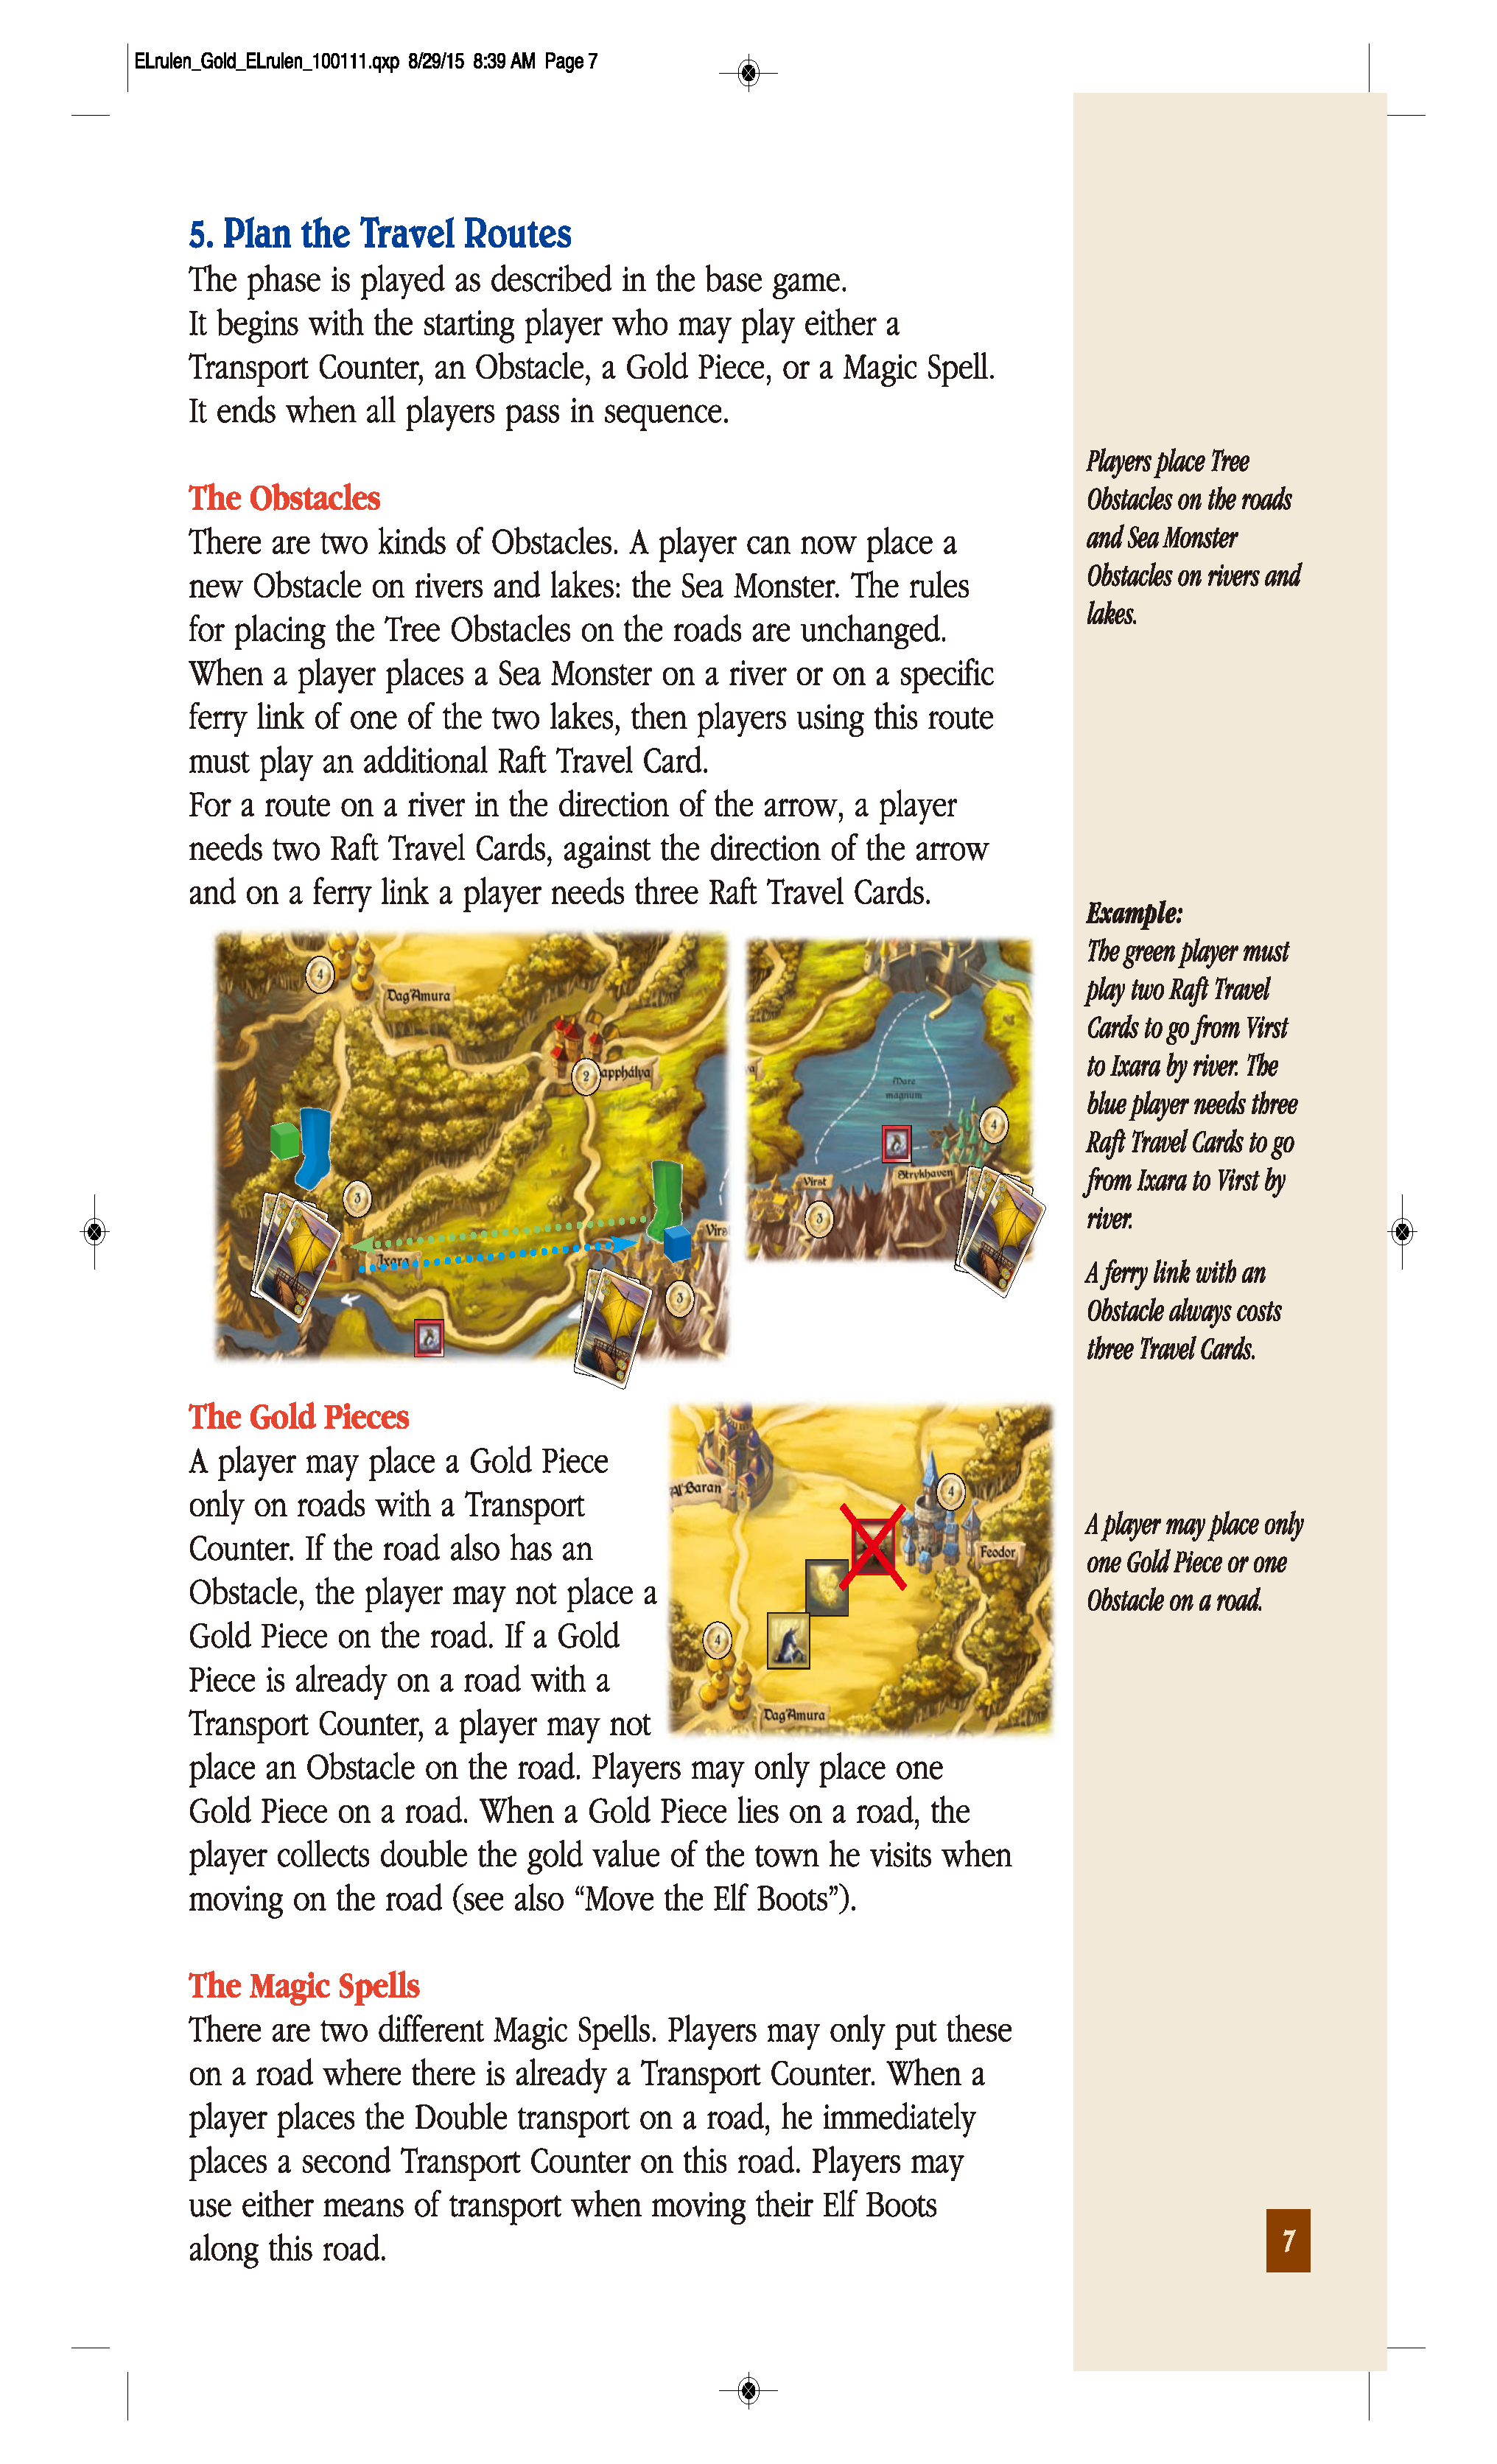 ELrulen_Gold_ELrulen_100111.qxp 8/29/15 8:39 AM Page 7
5. Plan the Travel Routes
The phase is played as described in the base game.
It begins with the starting player who may play either a
Transport Counter, an Obstacle, a Gold Piece, or a Magic Spell.
It ends when all players pass in sequence.
The Obstacles
There are two kinds of Obstacles. A player can now place a
new Obstacle on rivers and lakes: the Sea Monster. The rules
for placing the Tree Obstacles on the roads are unchanged.
When a player places a Sea Monster on a river or on a specific
ferry link of one of the two lakes, then players using this route
must play an additional Raft Travel Card.
For a route on a river in the direction of the arrow, a player
needs two Raft Travel Cards, against the direction of the arrow
and on a ferry link a player needs three Raft Travel Cards.
Players place Tree
Obstacles on the roads
and Sea Monster
Obstacles on rivers and
lakes.
4
Dag'Amura
2
apphalya
3
Ixara
Virs
3
Mare
magnum
4
Virst
Strykhaven
3
Example:
The green player must
play two Raft Travel
Cards to go from Virst
to Ixara by river. The
blue player needs three
Raft Travel Cards to go
from Ixara to Virst by
river.
A ferry link with an
Obstacle always costs
three Travel Cards.
The Gold Pieces
A player may place a Gold Piece
only on roads with a Transport
Counter. If the road also has an
Obstacle, the player may not place a
Gold Piece on the road. If a Gold
Piece is already on a road with a
Transport Counter, a player may not
place an Obstacle on the road. Players may only place one
Gold Piece on a road. When a Gold Piece lies on a road, the
player collects double the gold value of the town he visits when
moving on the road (see also “Move the Elf Boots”).
Al'Baran
4
Feodor
4
Dag'Amura
A player may place only
one Gold Piece or one
Obstacle on a road.
The Magic Spells
There are two different Magic Spells. Players may only put these
on a road where there is already a Transport Counter. When a
player places the Double transport on a road, he immediately
places a second Transport Counter on this road. Players may
use either means of transport when moving their Elf Boots
along this road.
7